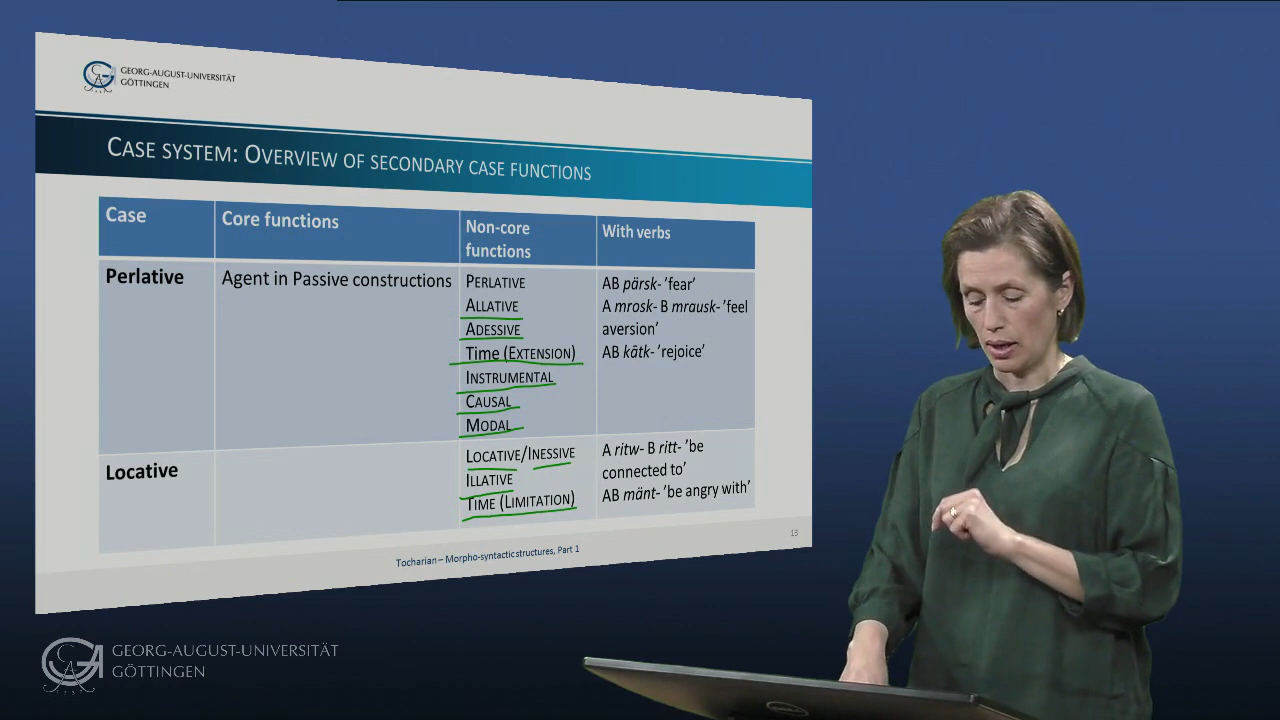 GEORG-AUGUST-UNIVERSITÄT
GÖTTINGEN
CASE SYSTEM: OVERVIEW OF SECONDARY CASE FUNCTIONS
Case
Core functions
Non-core
functions
With verbs
Perlative
Agent in Passive constructions
PERLATIVE
ALLATIVE
ADESSIVE
Time (EXTENSION)
INSTRUMENTAL
CAUSAL
MODAL
AB pärsk- ’fear’
A mrosk- B mrausk- ’feel
aversion’
AB kātk- ’rejoice’
Locative
LOCATIVE/INESSIVE
ILLATIVE
TIME (LIMITATION)
A ritw- B ritt- ’be
connected to’
AB mänt- ’be angry with’
Tocharian – Morpho-syntactic structures, Part 1
13
GEORG-AUGUST-UNIVERSITÄT
GÖTTINGEN